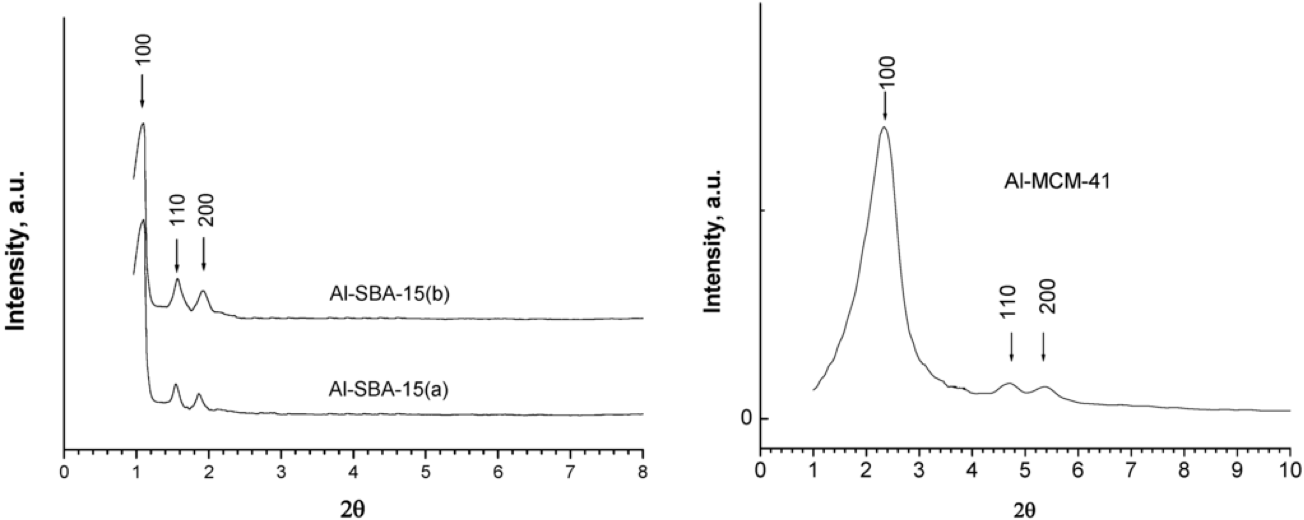 100
110
200
Al-SBA-15(b)
Al-SBA-15(a)
Intensity, a.u.
0 1 2 3 4 5 6 7 8
2θ
100
Al-MCM-41
110
200
Intensity, a.u.
0
0 1 2 3 4 5 6 7 8 9 10
2θ